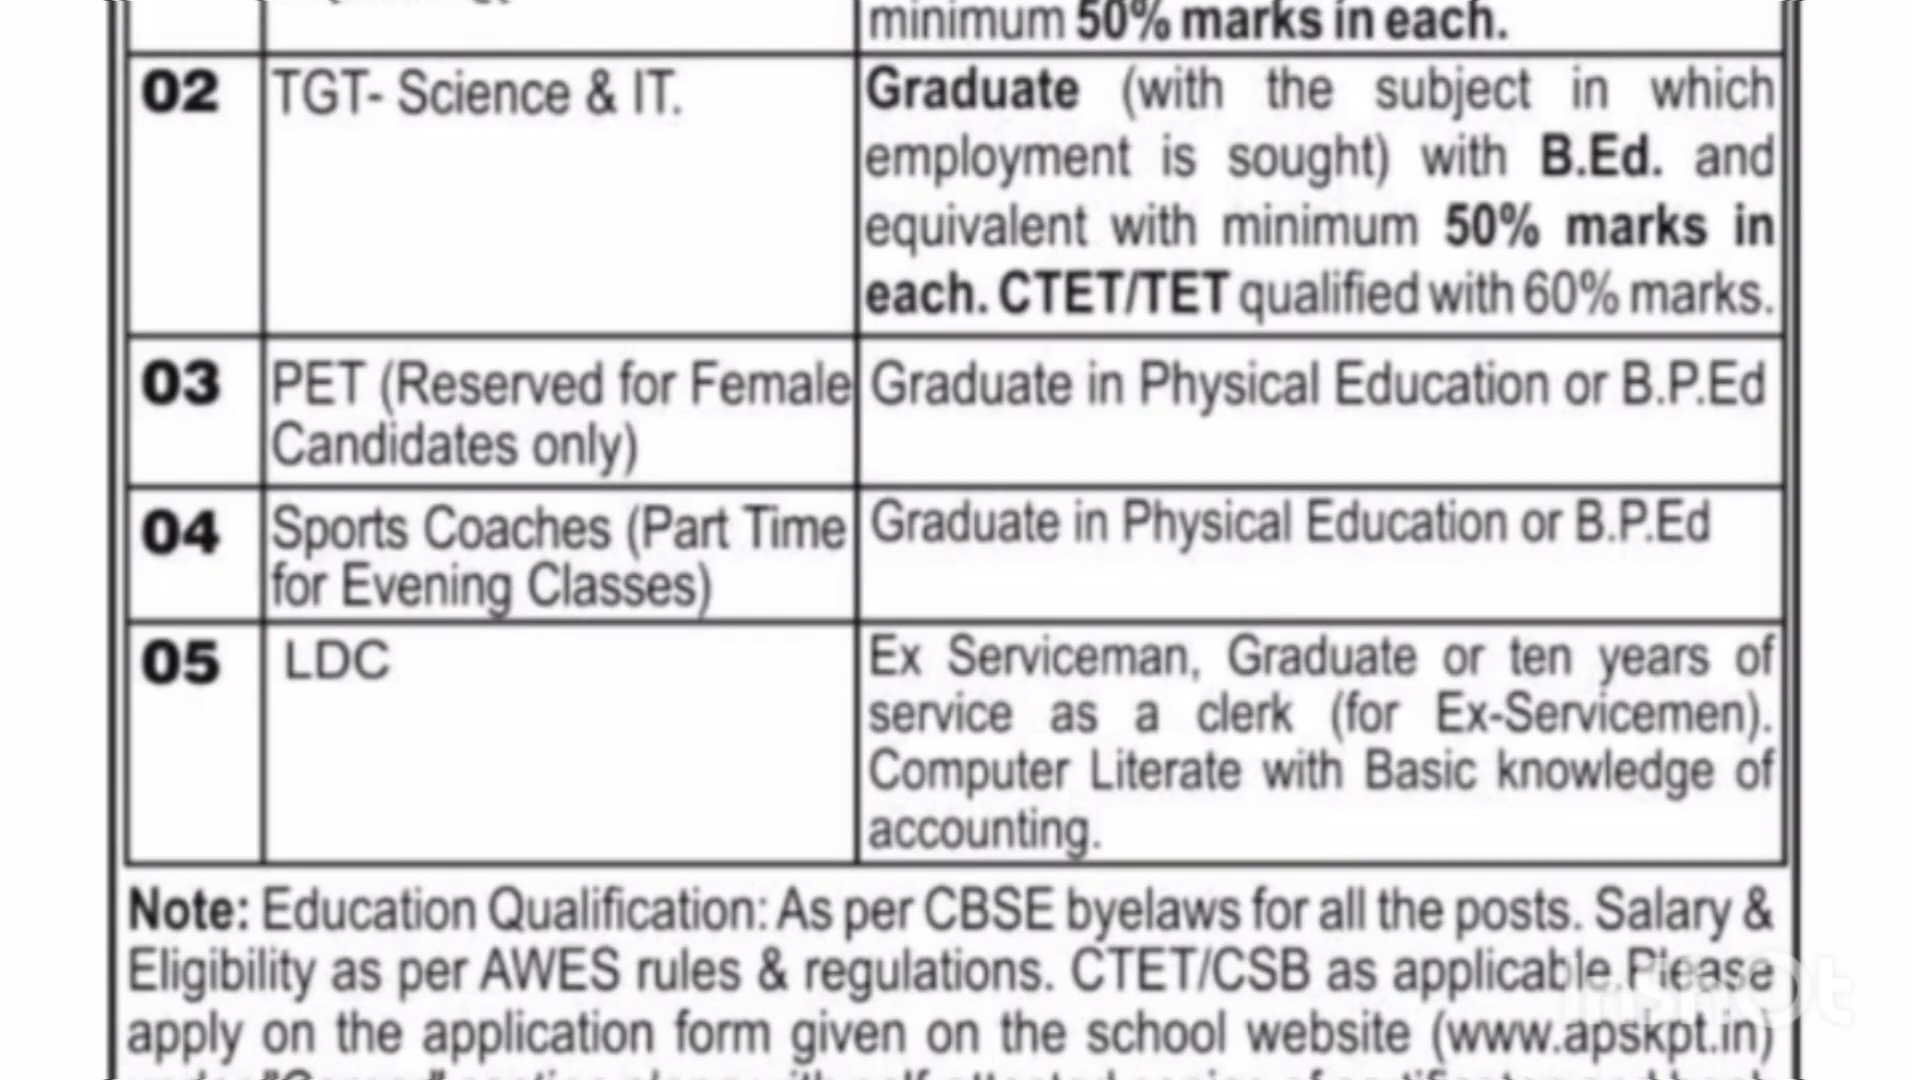 minimum 50% marks in each.
02 TGT- Science & IT. Graduate (with the subject in which
employment is sought) with B.Ed. and
equivalent with minimum 50% marks in
each. CTET/TET qualified with 60% marks.
03 PET (Reserved for Female Graduate in Physical Education or B.P.Ed
Candidates only)
04 Sports Coaches (Part Time Graduate in Physical Education or B.P.Ed
for Evening Classes)
05 LDC Ex Serviceman, Graduate or ten years of
service as a clerk (for Ex-Servicemen).
Computer Literate with Basic knowledge of
accounting.
Note: Education Qualification: As per CBSE byelaws for all the posts. Salary &
Eligibility as per AWES rules & regulations. CTET/CSB as applicable. Please
apply on the application form given on the school website (www.apskpt.in)